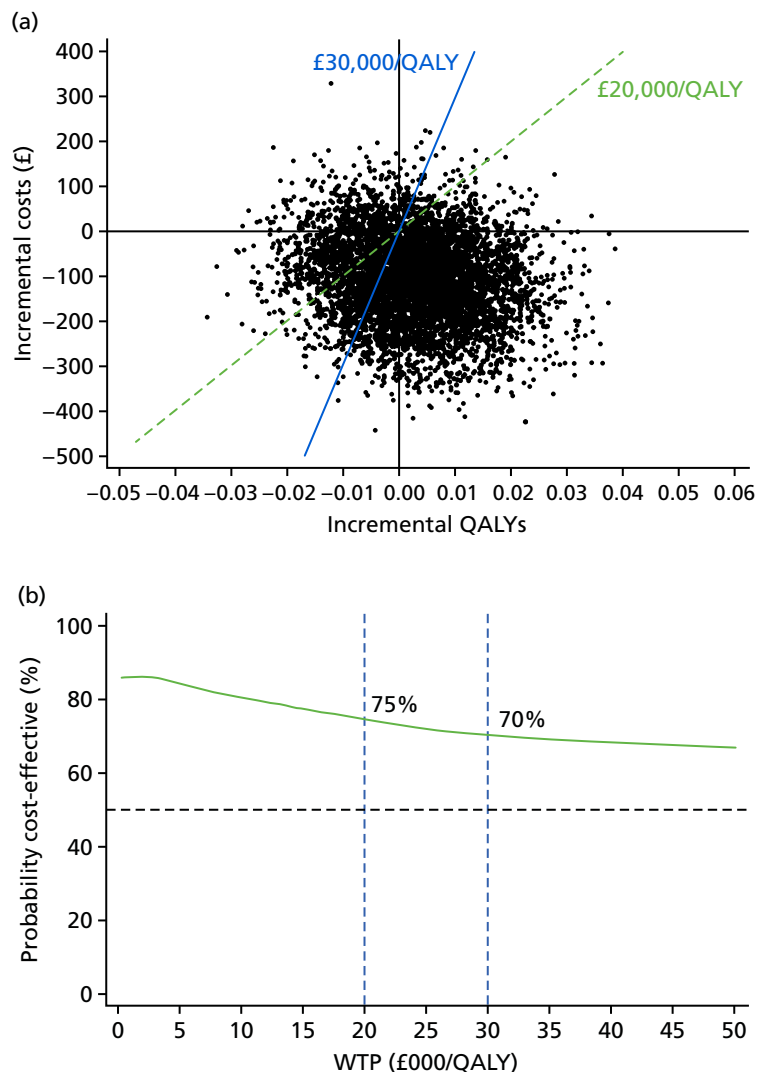 (a)
400
300
200
100
0
−100
−200
−300
−400
−500
Incremental costs (£)
£30,000/QALY
£20,000/QALY
−0.05 −0.04 −0.03 −0.02 −0.01 0.00 0.01 0.02 0.03 0.04 0.05 0.06
Incremental QALYs
(b)
100
80
60
40
20
0
Probability cost-effective (%)
75%
70%
0 5 10 15 20 25 30 35 40 45 50
WTP (£000/QALY)